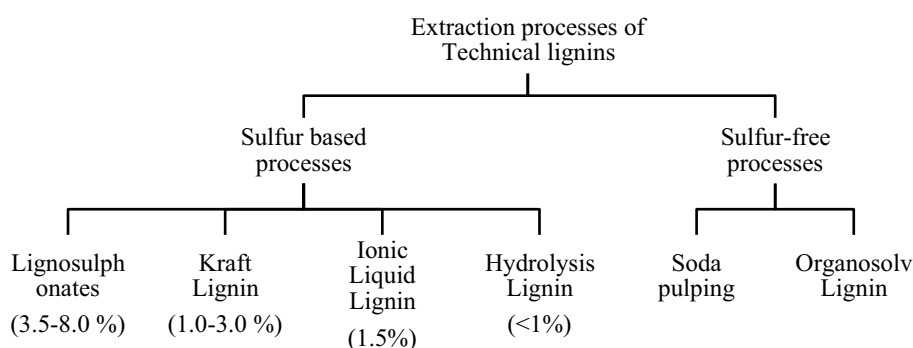 Extraction processes of
Technical lignins
Sulfur based
processes
Sulfur-free
processes
Lignosulph
onates
(3.5-8.0 %)
Kraft
Lignin
(1.0-3.0 %)
Ionic
Liquid
Lignin
(1.5%)
Hydrolysis
Lignin
(<1%)
Soda
pulping
Organosolv
Lignin